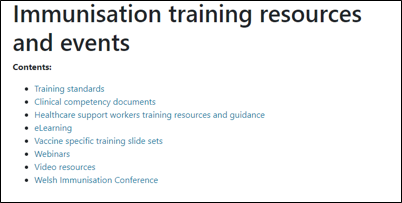 Immunisation training resources
and events
Contents:
Training standards
Clinical competency documents
Healthcare support workers training resources and guidance
eLearning
Vaccine specific training slide sets
Webinars
Video resources
Welsh Immunisation Conference